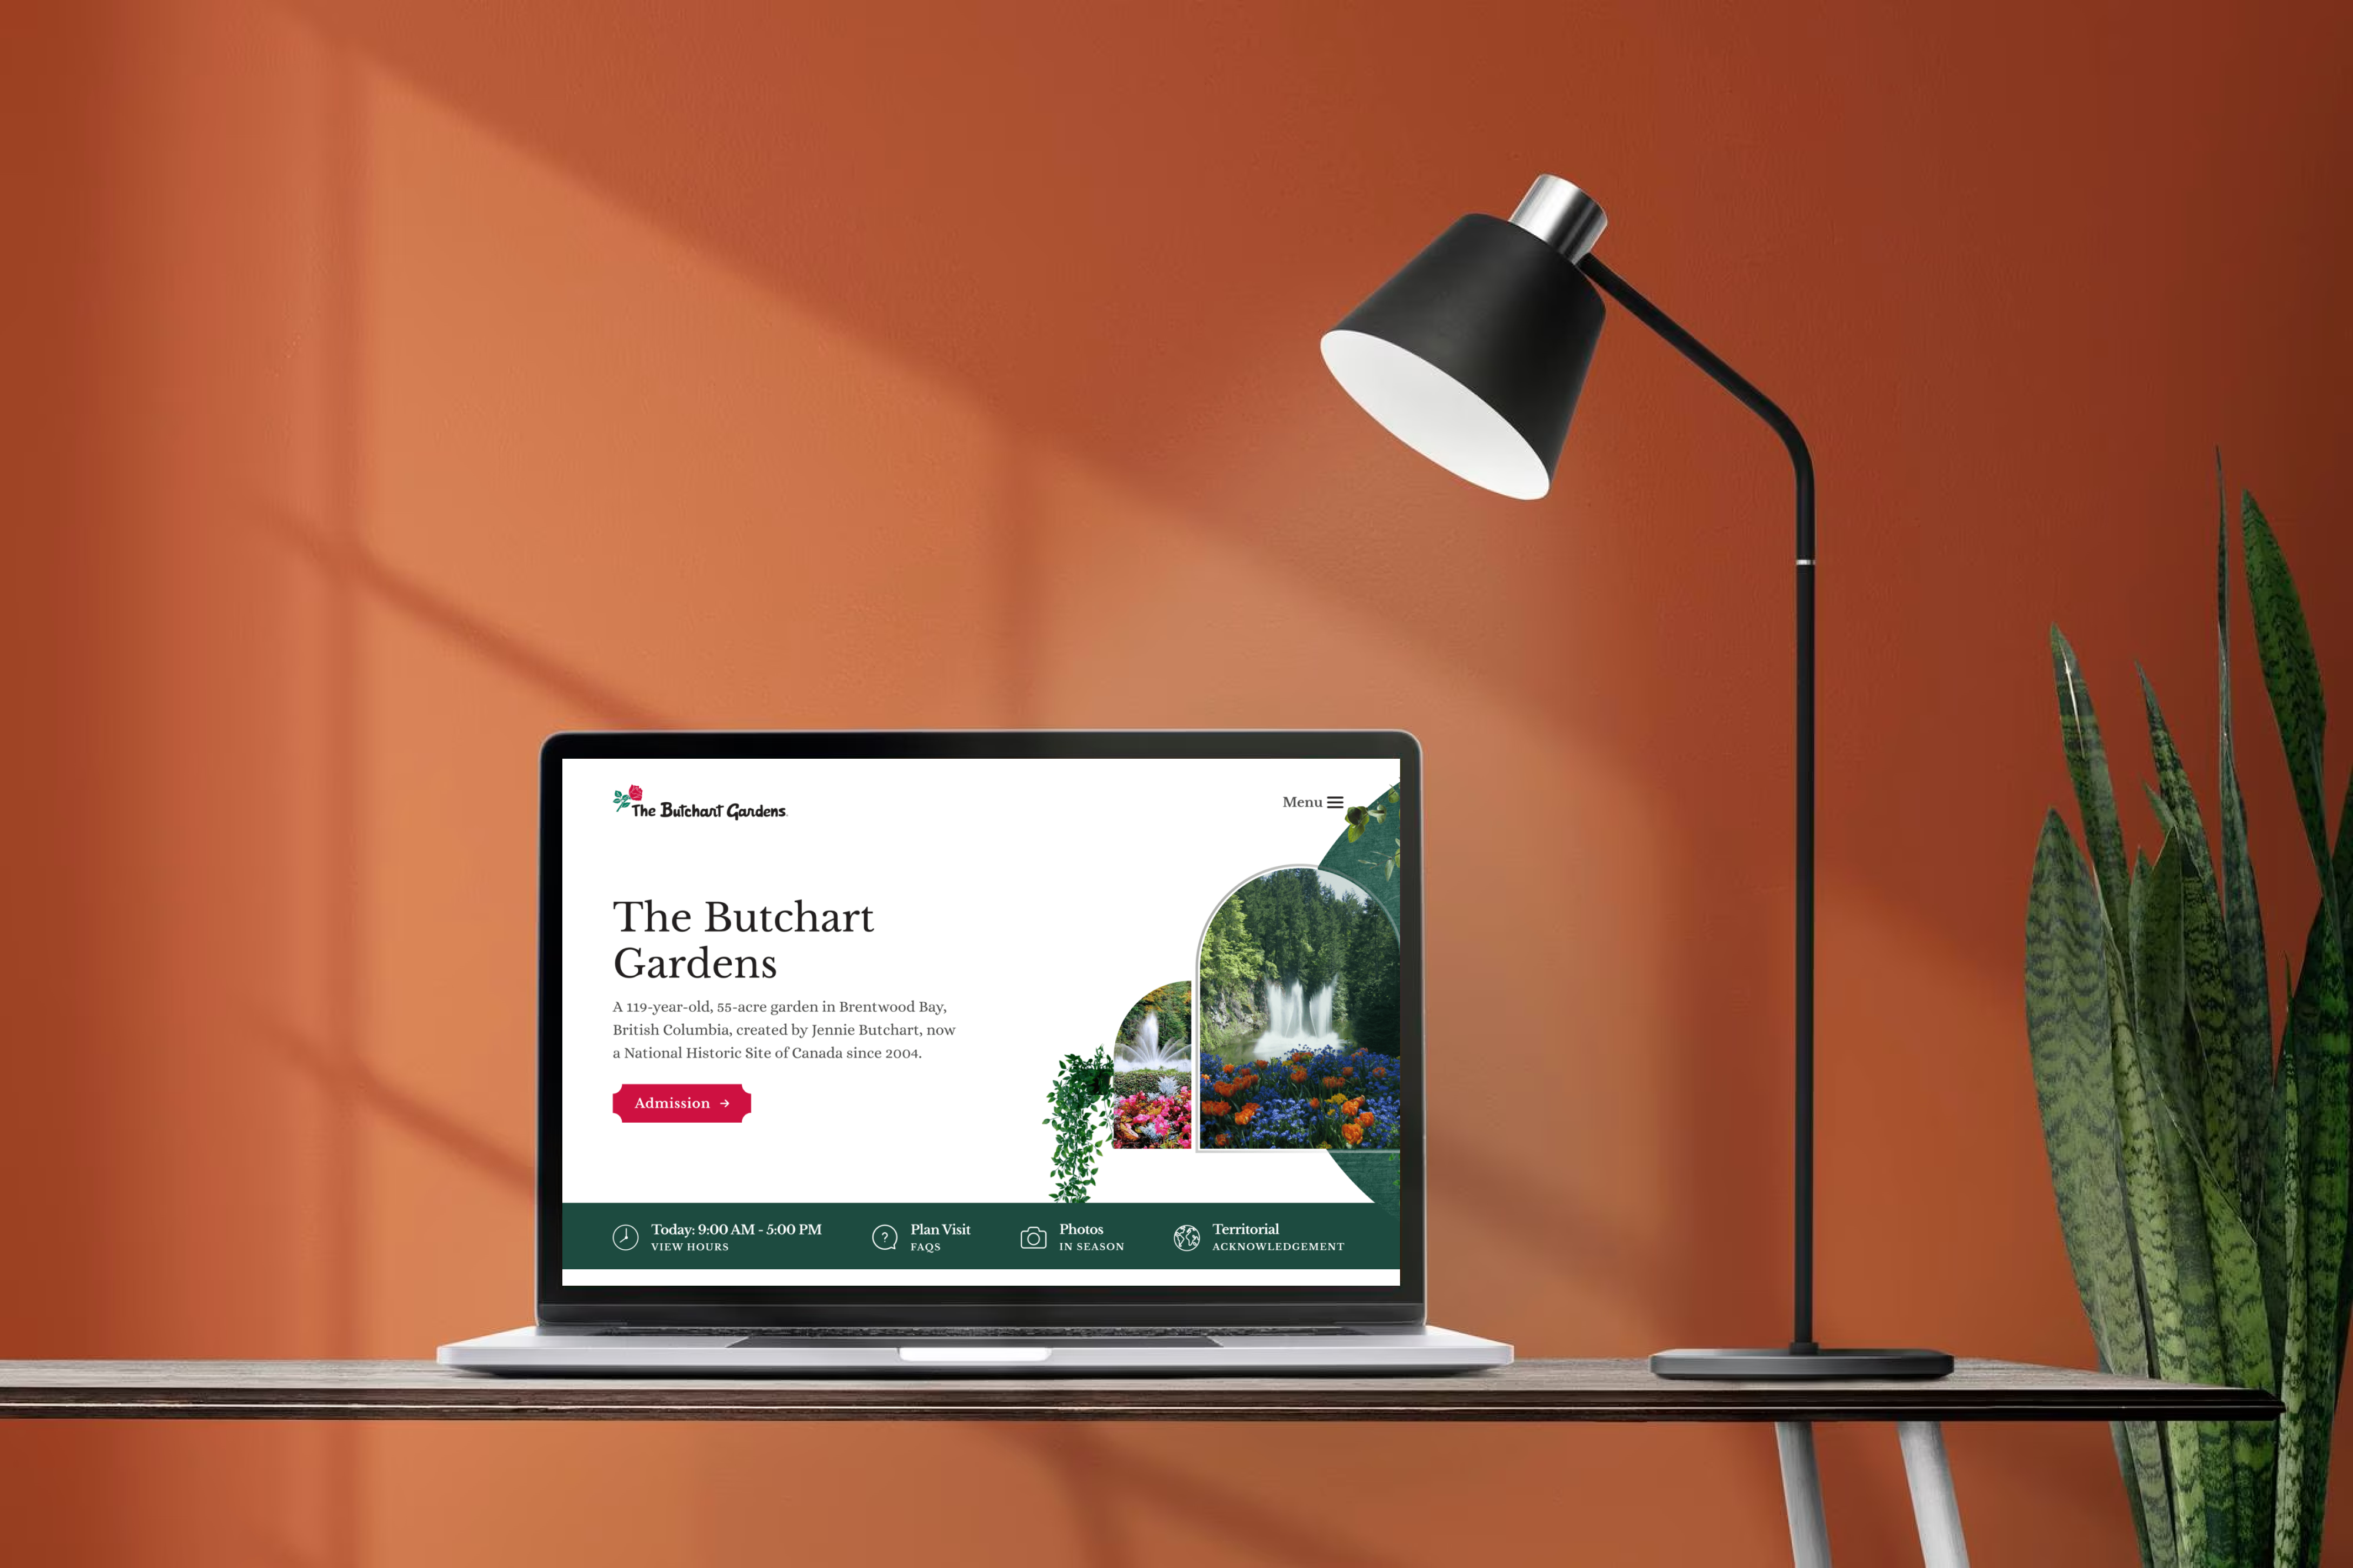 The Butchart Gardens
Menu
The Butchart
Gardens
A 119-year-old, 55-acre garden in Brentwood Bay,
British Columbia, created by Jennie Butchart, now
a National Historic Site of Canada since 2004.
Admission →
Today: 9:00 AM - 5:00 PM
VIEW HOURS
?
Plan Visit
FAQS
Photos
IN SEASON
Territorial
ACKNOWLEDGEMENT